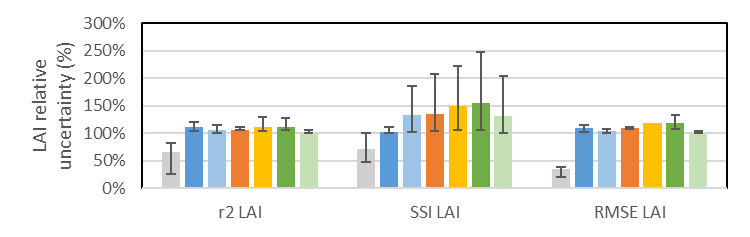 LAI relative
uncertainty (%)
300%
250%
200%
150%
100%
50%
0%
r2 LAI
SSI LAI
RMSE LAI